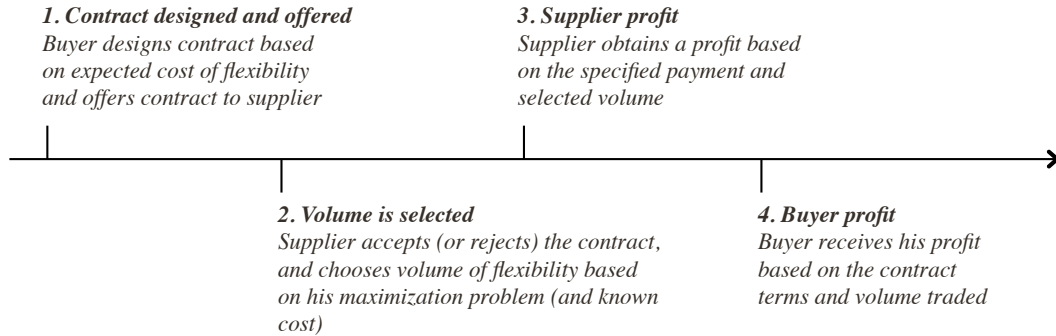 1. Contract designed and offered
Buyer designs contract based
on expected cost of flexibility
and offers contract to supplier
2. Volume is selected
Supplier accepts (or rejects) the contract,
and chooses volume of flexibility based
on his maximization problem (and known
cost)
3. Supplier profit
Supplier obtains a profit based
on the specified payment and
selected volume
4. Buyer profit
Buyer receives his profit
based on the contract
terms and volume traded